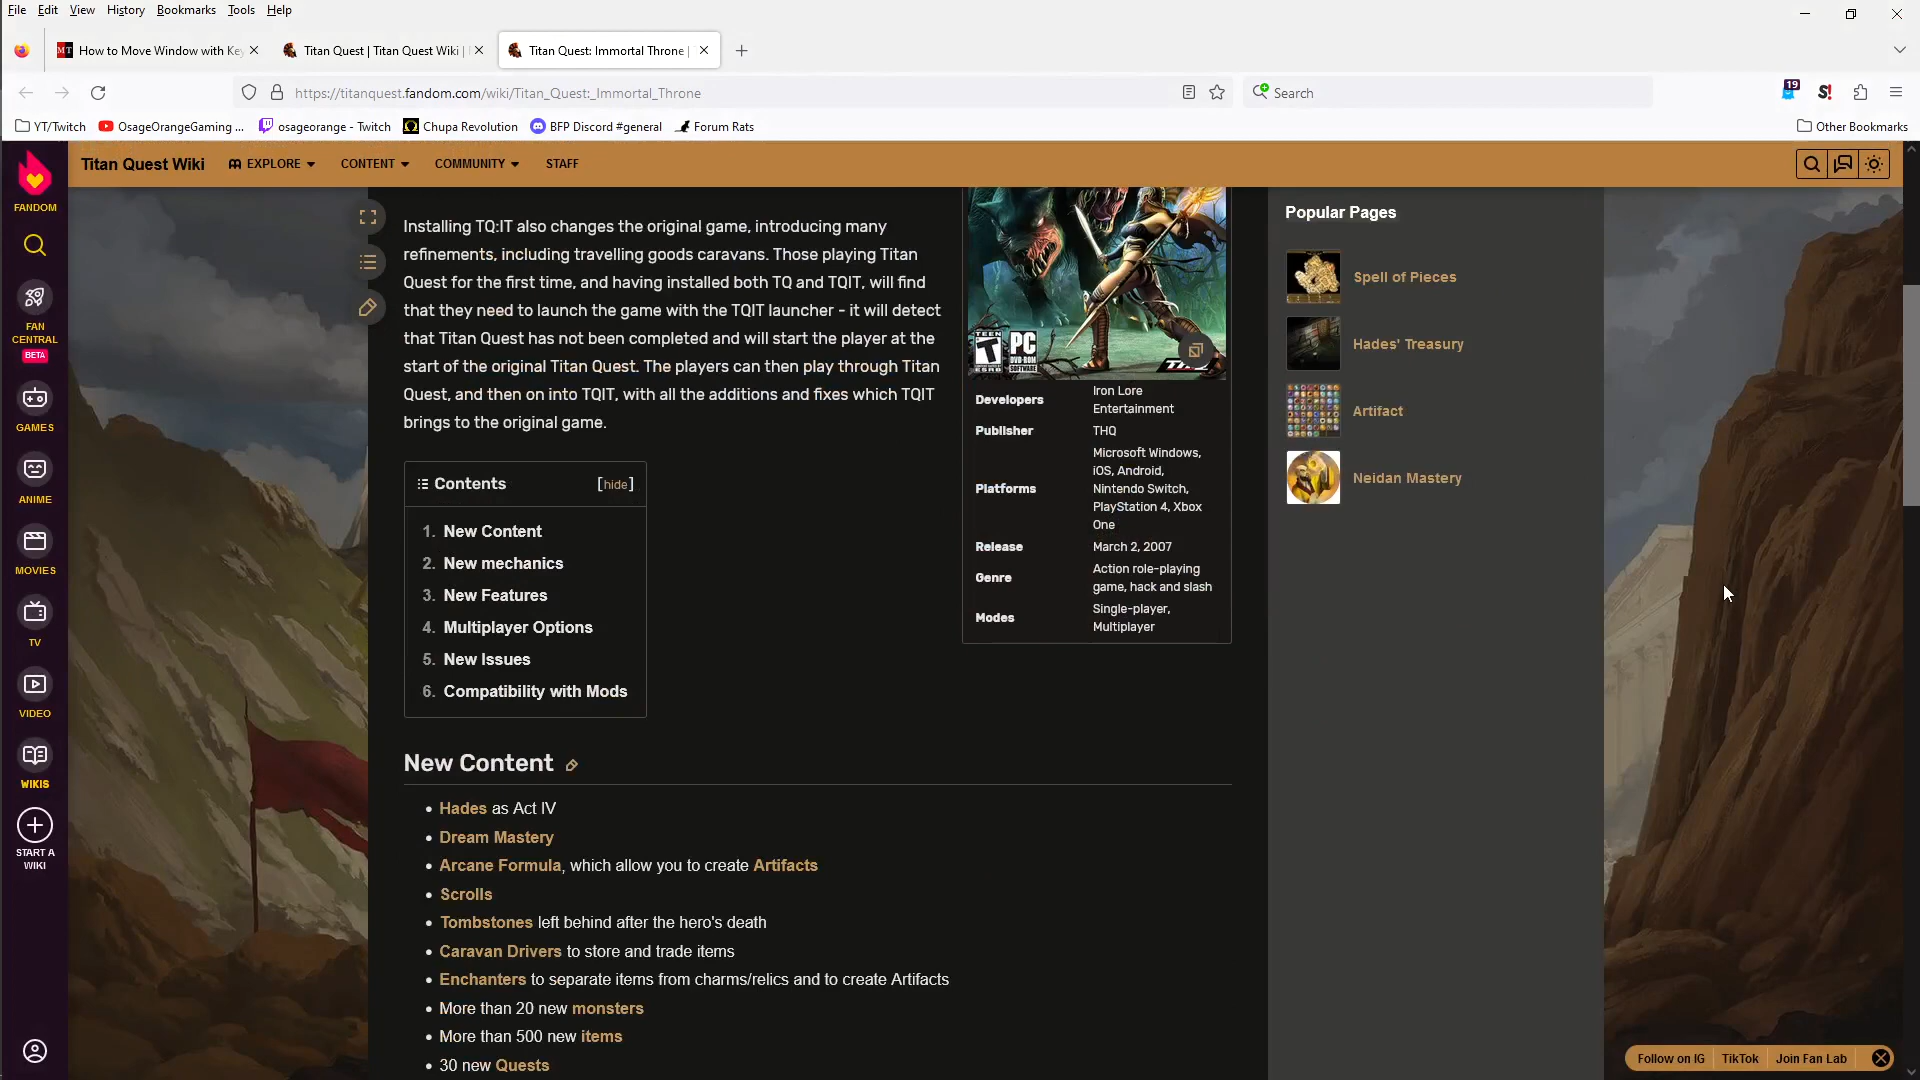 File Edit View History Bookmarks Tools Help
How to Move Window with Key
Titan Quest | Titan Quest Wiki |
Titan Quest: Immortal Throne |
https://titanquest.fandom.com/wiki/Titan_Quest:_Immortal_Throne
Search
19
YT/Twitch OsageOrangeGaming ... osageorange - Twitch Chupa Revolution BFP Discord #general Forum Rats Other Bookmarks
Titan Quest Wiki EXPLORE CONTENT COMMUNITY STAFF
FANDOM
FAN
CENTRAL
BETA
GAMES
ANIME
MOVIES
TV
VIDEO
WIKIS
START A
WIKI
Installing TQ:IT also changes the original game, introducing many
refinements, including travelling goods caravans. Those playing Titan
Quest for the first time, and having installed both TQ and TQIT, will find
that they need to launch the game with the TQIT launcher - it will detect
that Titan Quest has not been completed and will start the player at the
start of the original Titan Quest. The players can then play through Titan
Quest, and then on into TQIT, with all the additions and fixes which TQIT
brings to the original game.
Contents [hide]
1. New Content
2. New mechanics
3. New Features
4. Multiplayer Options
5. New Issues
6. Compatibility with Mods
TEEN
T
ESRB
PC
DVD-ROM
SOFTWARE
THQ
Developers Iron Lore
Entertainment
Publisher THQ
Platforms Microsoft Windows,
iOS, Android,
Nintendo Switch,
PlayStation 4, Xbox
One
Release March 2, 2007
Genre Action role-playing
game, hack and slash
Modes Single-player,
Multiplayer
New Content
• Hades as Act IV
• Dream Mastery
• Arcane Formula, which allow you to create Artifacts
• Scrolls
• Tombstones left behind after the hero's death
• Caravan Drivers to store and trade items
• Enchanters to separate items from charms/relics and to create Artifacts
• More than 20 new monsters
• More than 500 new items
• 30 new Quests
Popular Pages
Spell of Pieces
Hades' Treasury
Artifact
Neidan Mastery
Follow on IG TikTok Join Fan Lab